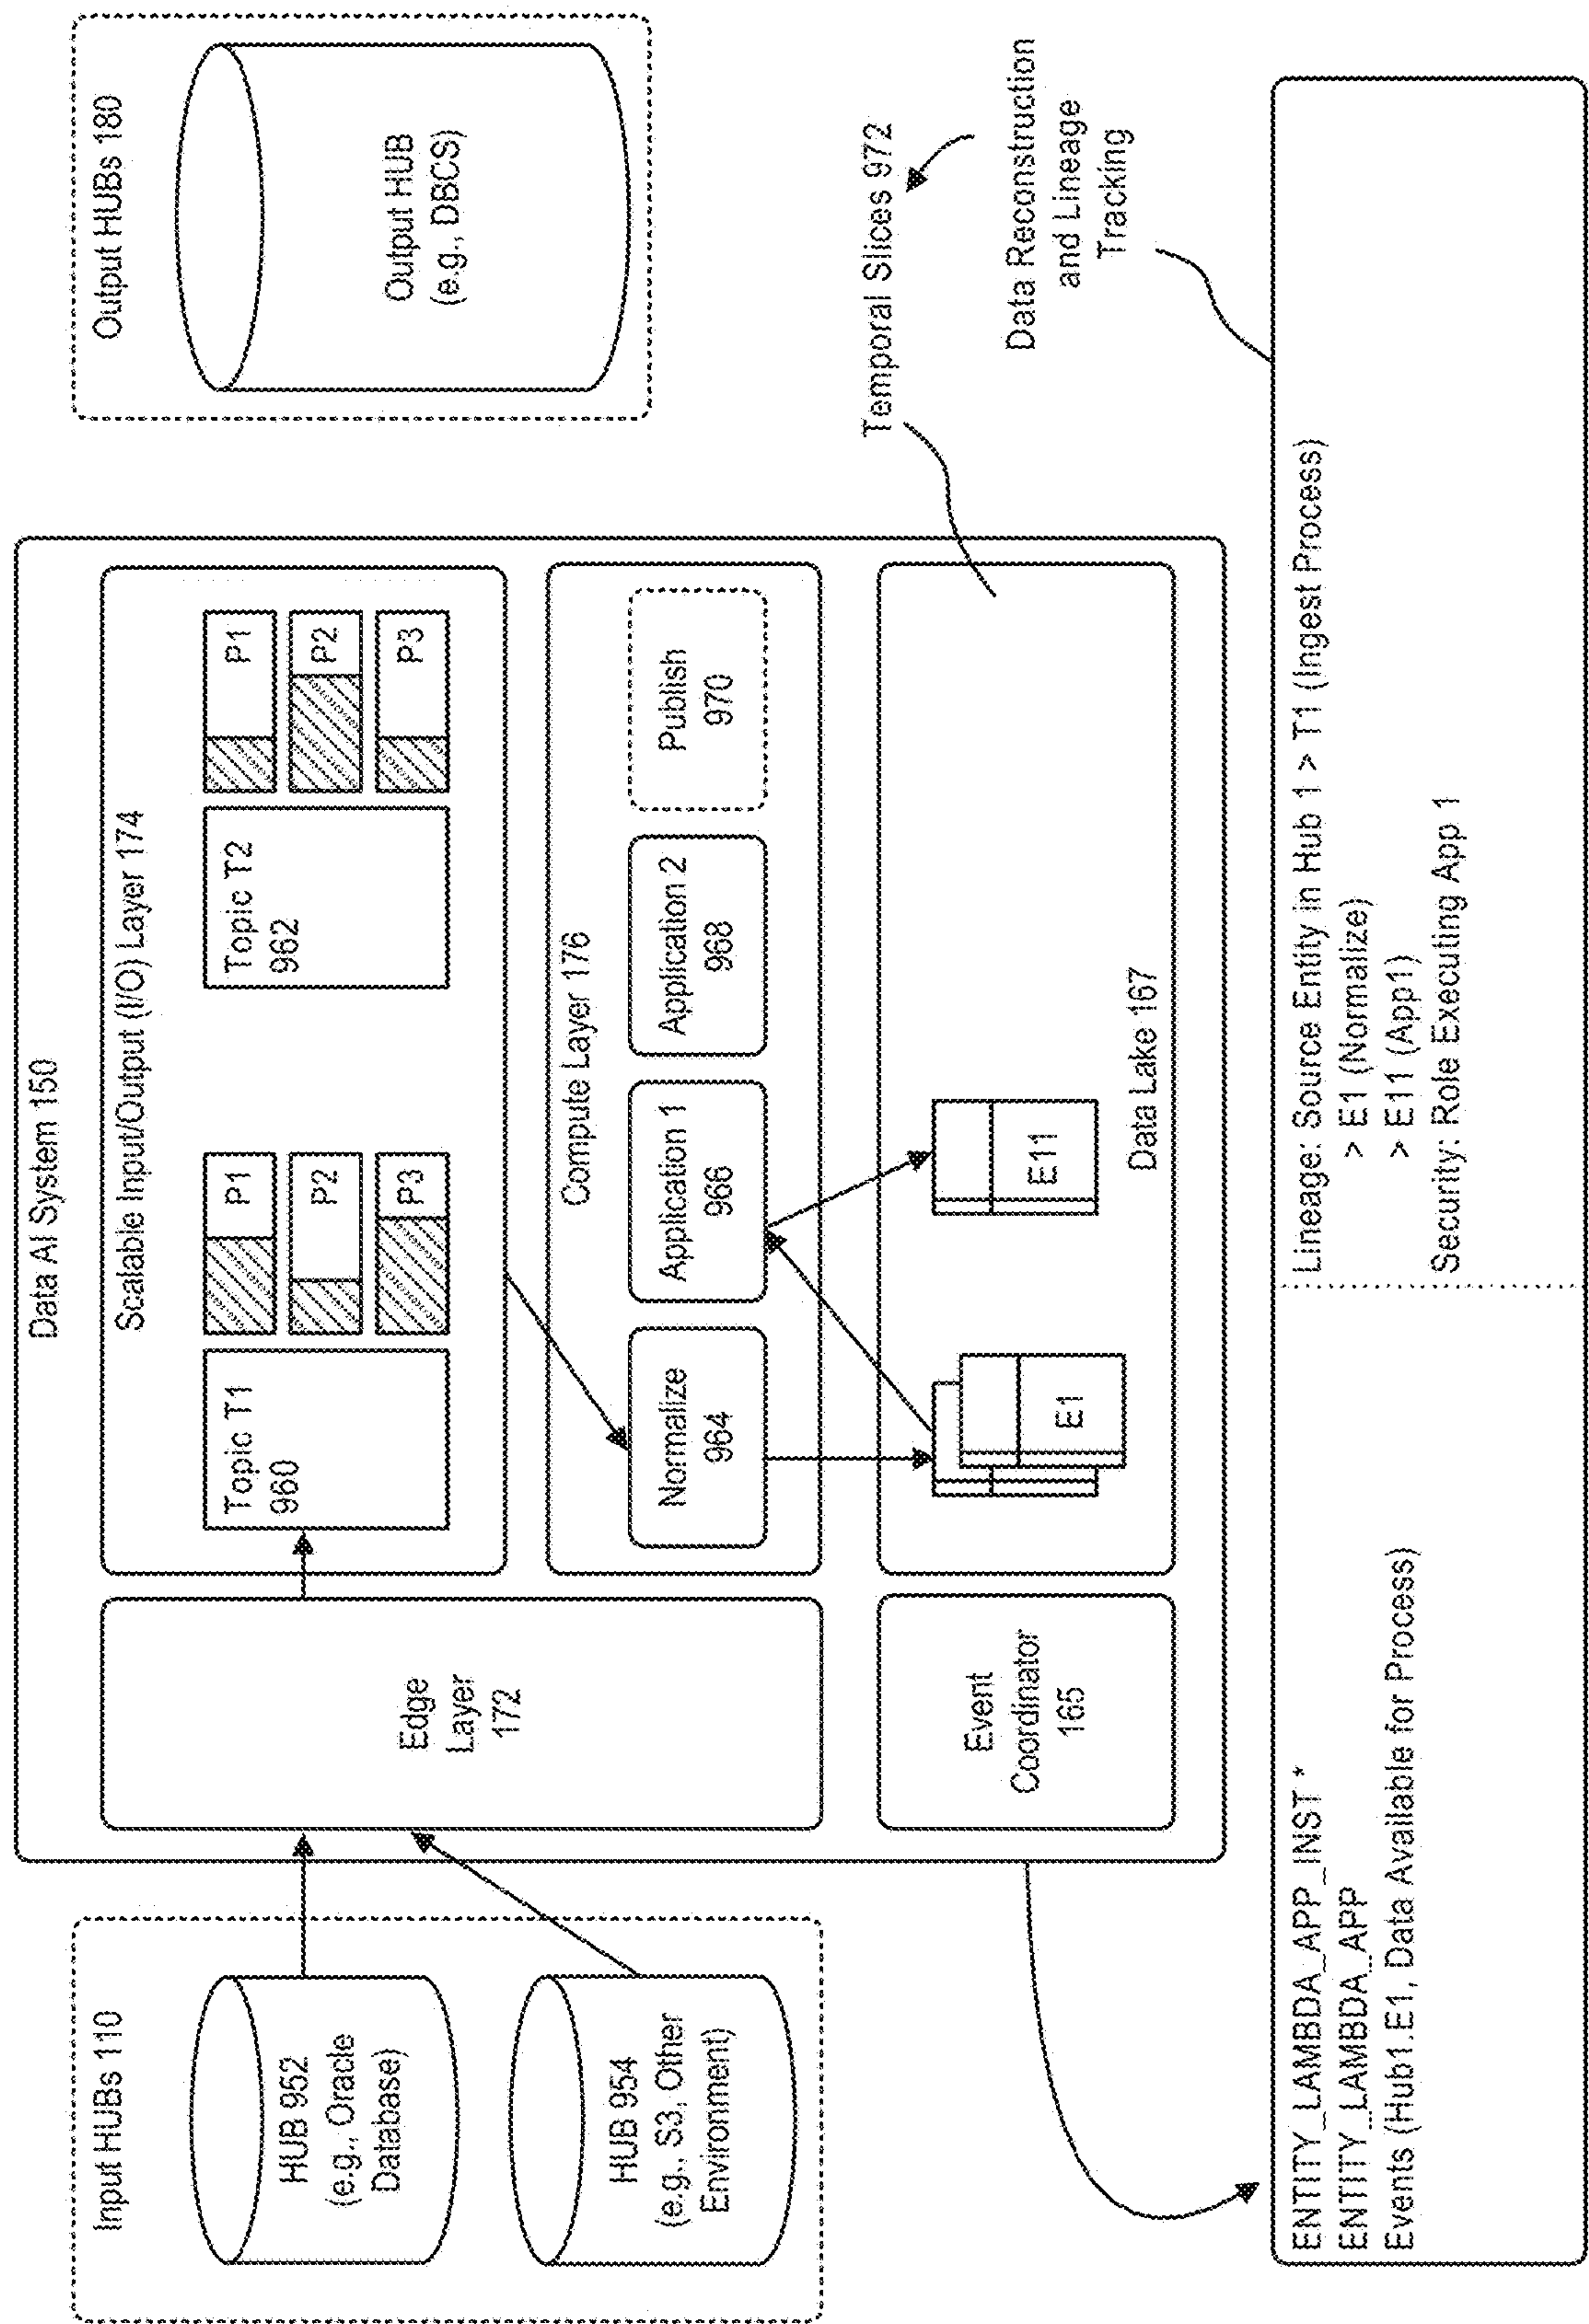 Data AI System 150
Input HUBs 110
HUB 952
(e.g., Oracle
Database)
HUB 954
(e.g., S3, Other
Environment)
Edge
Layer
172
Event
Coordinator
165
Scalable Input/Output (I/O) Layer 174
Topic T1
960
P1
P2
P3
Topic T2
962
P1
P2
P3
Compute Layer 176
Normalize
964
Application 1
966
Application 2
968
Publish
970
E1
E11
Data Lake 167
Output HUBs 180
Output HUB
(e.g., DBCS)
Temporal Slices 972
Data Reconstruction
and Lineage
Tracking
ENTITY_LAMBDA_APP_INST *
ENTITY_LAMBDA_APP
Events (Hub1.E1, Data Available for Process)
Lineage: Source Entity in Hub 1 > T1 (Ingest Process)
> E1 (Normalize)
> E11 (App1)
Security: Role Executing App 1